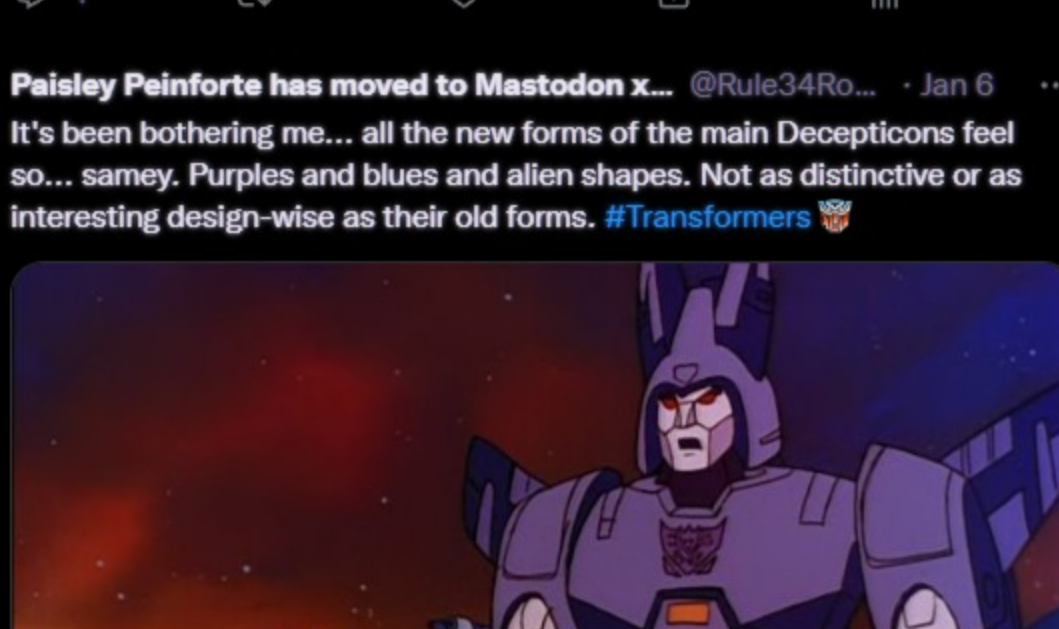 Paisley Peinforte has moved to Mastodon x... @Rule34Ro... · Jan 6
It's been bothering me... all the new forms of the main Decepticons feel
so... samey. Purples and blues and alien shapes. Not as distinctive or as
interesting design-wise as their old forms. #Transformers